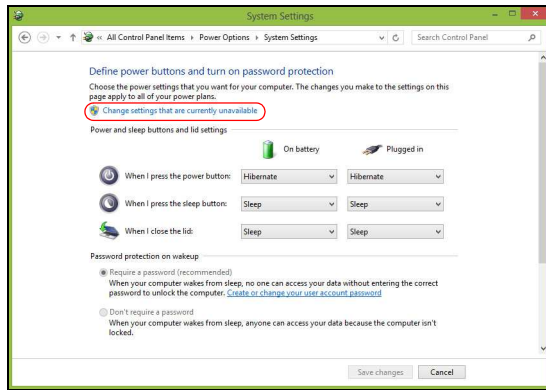 System Settings
« All Control Panel Items ▸ Power Options ▸ System Settings
Search Control Panel
Define power buttons and turn on password protection
Choose the power settings that you want for your computer. The changes you make to the settings on this
page apply to all of your power plans.
Change settings that are currently unavailable
Power and sleep buttons and lid settings
On battery Plugged in
When I press the power button: Hibernate Hibernate
When I press the sleep button: Sleep Sleep
When I close the lid: Sleep Sleep
Password protection on wakeup
Require a password (recommended)
When your computer wakes from sleep, no one can access your data without entering the correct
password to unlock the computer. Create or change your user account password
Don't require a password
When your computer wakes from sleep, anyone can access your data because the computer isn't
locked.
Save changes Cancel